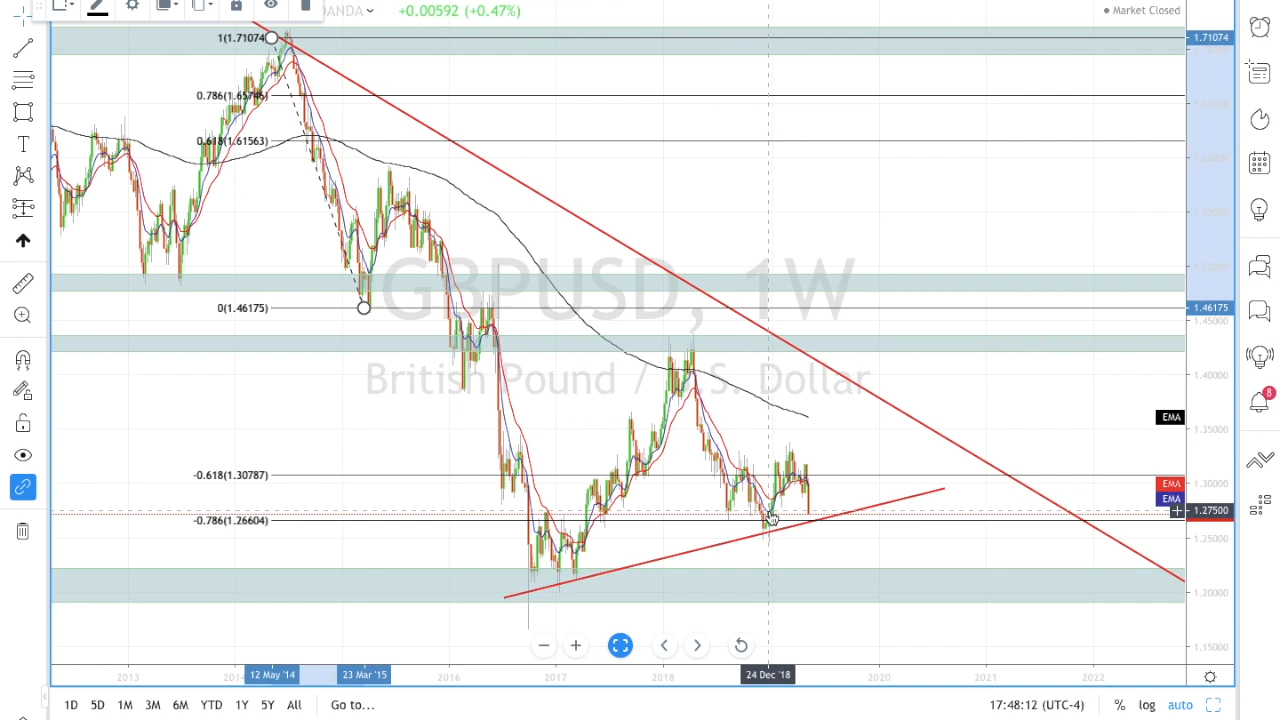 ANDA
+0.00592 (+0.47%)
Market Closed
1(1.71074)
1.71074
0.786(1.65746)
0.618(1.61563)
0(1.46175)
1.46175
1.45000
GBPUSD, 1W
British Pound / U.S. Dollar
1.40000
EMA
1.35000
-0.618(1.30787)
EMA
1.30000
EMA
1.27500
-0.786(1.26604)
1.25000
1.20000
1.15000
2013
2014
12 May '14
23 Mar '15
2016
2017
2018
24 Dec '18
2020
2021
2022
8
T
1D 5D 1M 3M 6M YTD 1Y 5Y All Go to...
17:48:12 (UTC-4) % log auto